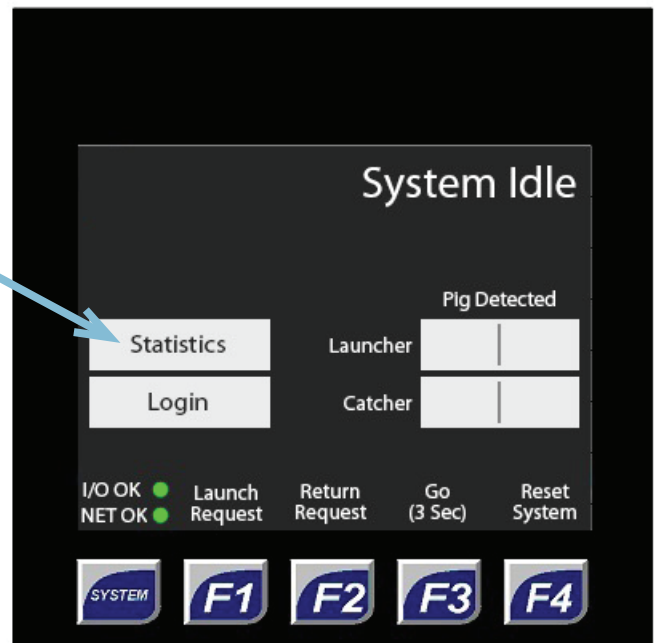 System Idle
Pig Detected
Statistics
Launcher
Login
Catcher
I/O OK
NET OK
Launch
Request
Return
Request
Go
(3 Sec)
Reset
System
SYSTEM
F1
F2
F3
F4